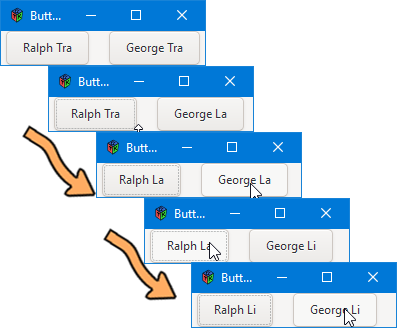 Butt...
Ralph Tra George Tra
Butt...
Ralph Tra George La
Butt...
Ralph La George La
Butt...
Ralph La George Li
Butt...
Ralph Li George Li